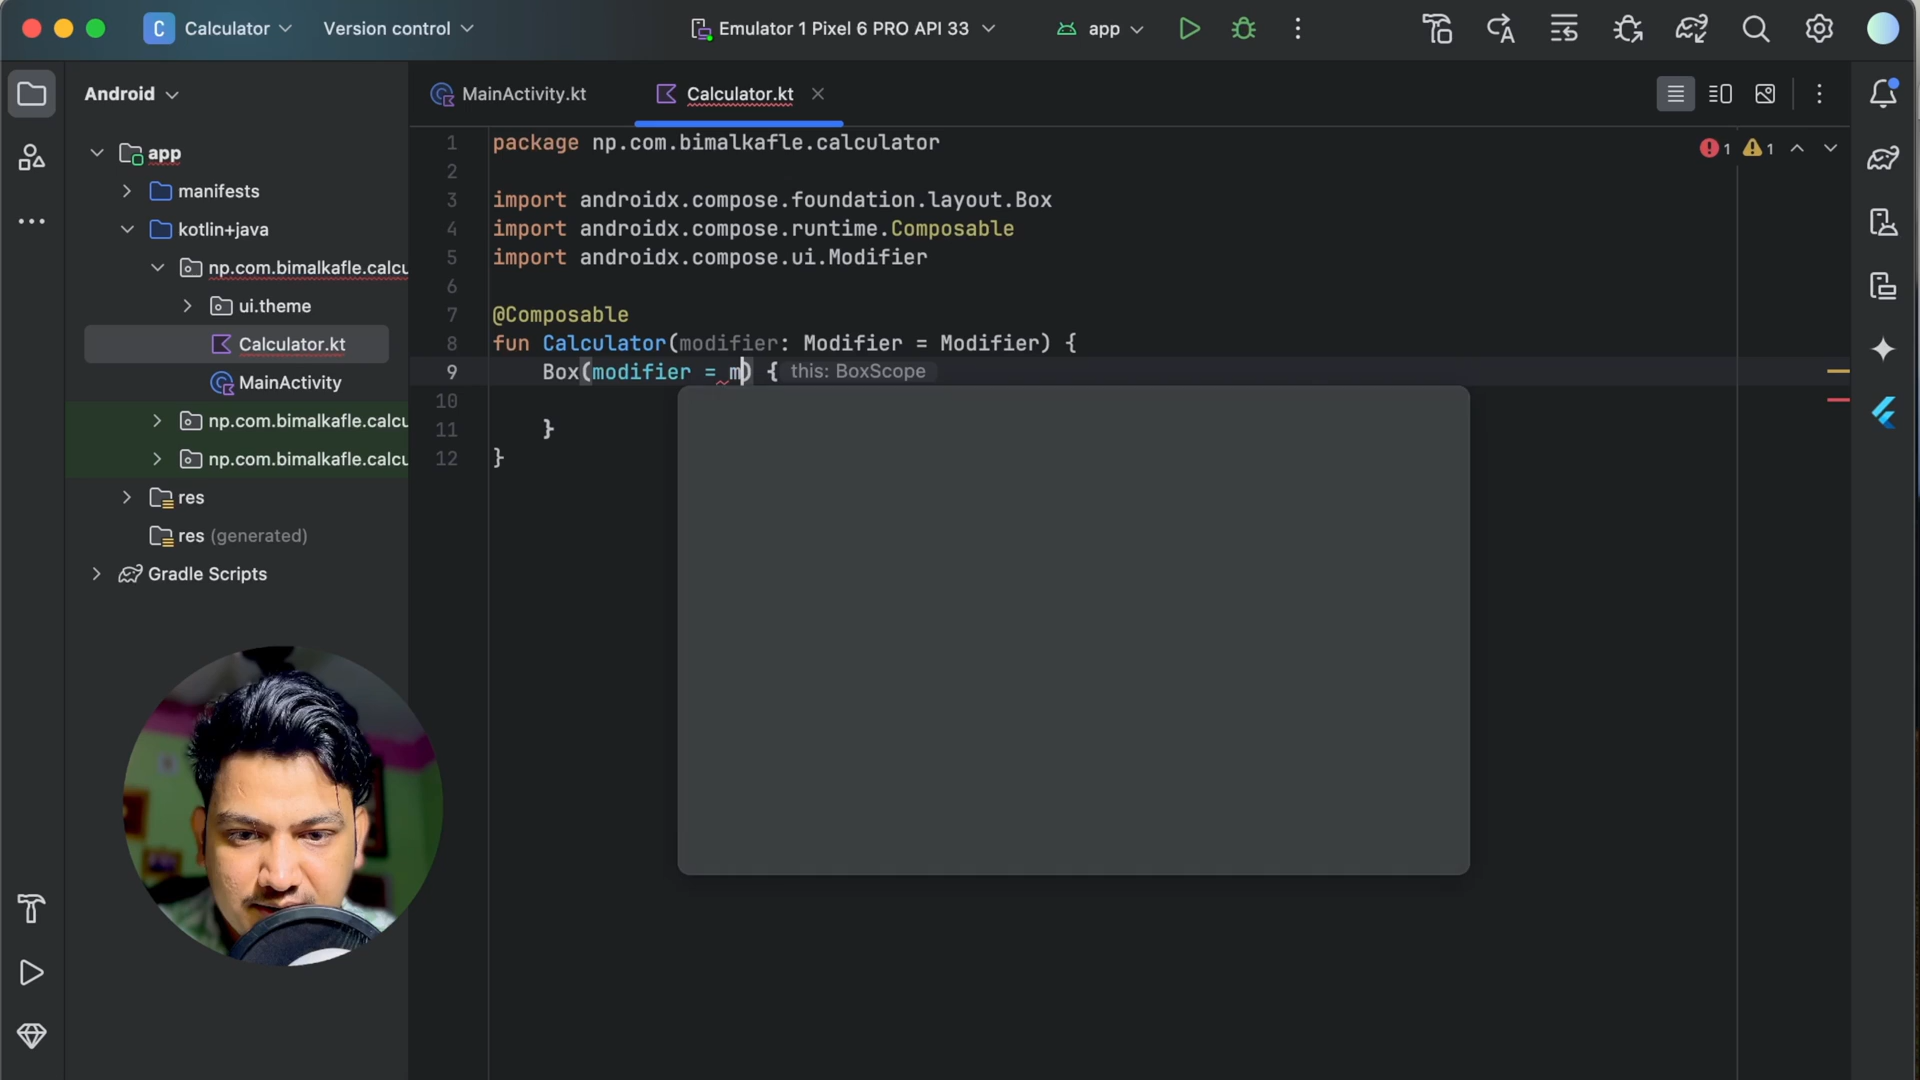 C Calculator
Version control
Emulator 1 Pixel 6 PRO API 33
app
Android
MainActivity.kt
Calculator.kt
app
manifests
kotlin+java
np.com.bimalkafle.calcu
ui.theme
Calculator.kt
MainActivity
np.com.bimalkafle.calcu
np.com.bimalkafle.calcu
res
res (generated)
Gradle Scripts
1 package np.com.bimalkafle.calculator
2
3 import androidx.compose.foundation.layout.Box
4 import androidx.compose.runtime.Composable
5 import androidx.compose.ui.Modifier
6
7 @Composable
8 fun Calculator(modifier: Modifier = Modifier) {
9 Box(modifier = m) { this: BoxScope
10
11 }
12 }
1 1